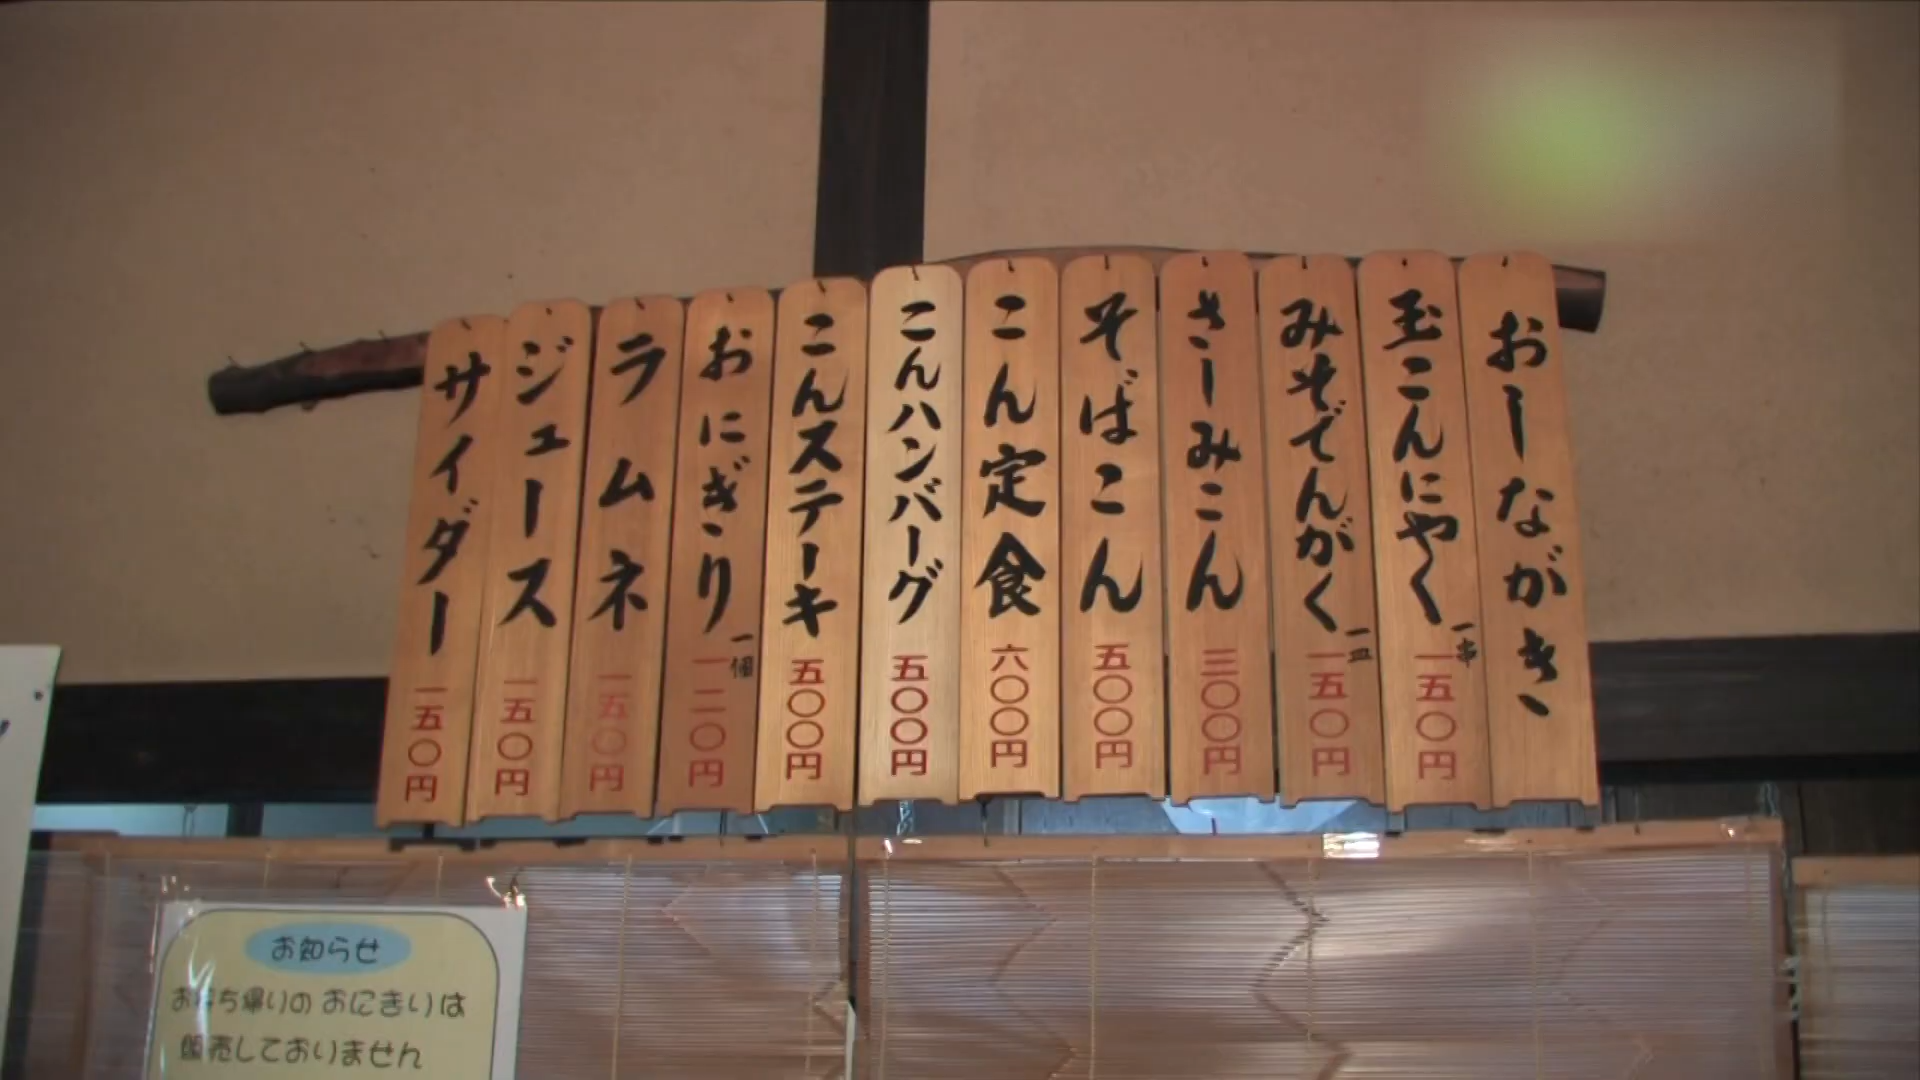 おしながき
玉こんにゃく 一串 一五〇円
みそでんがく 一皿 一五〇円
さしみこん 三〇〇円
そばこん 五〇〇円
こん定食 六〇〇円
こんハンバーグ 五〇〇円
こんステーキ 五〇〇円
おにぎり 一個 一二〇円
ラムネ 一五〇円
ジュース 一五〇円
サイダー 一五〇円
お知らせ
お持ち帰りの おにぎりは
販売しておりません